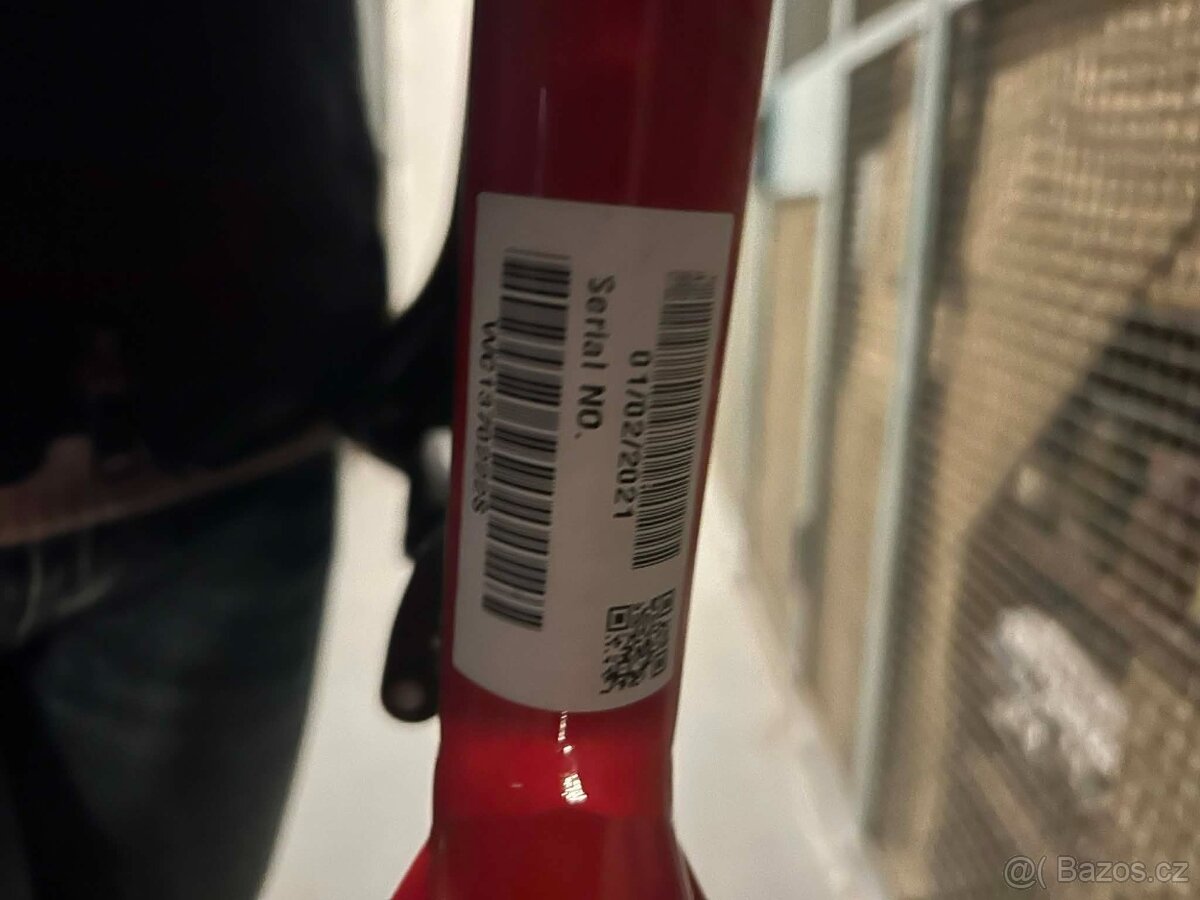 01/02/2021
Serial NO.
@( Bazos.cz